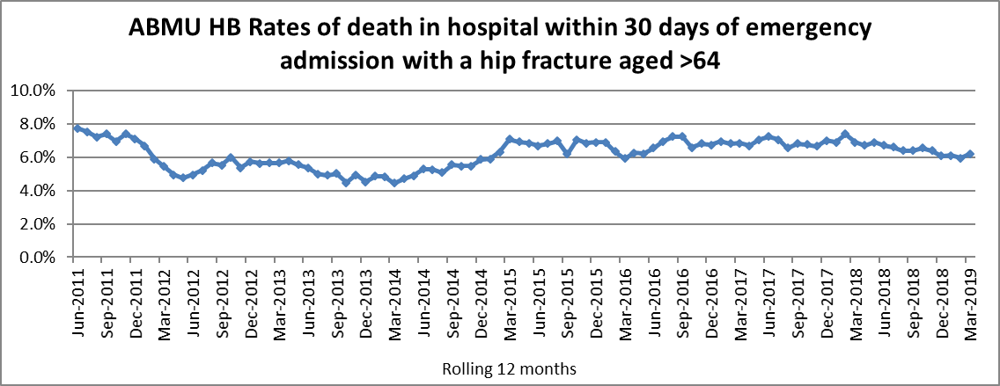 ABMU HB Rates of death in hospital within 30 days of emergency
admission with a hip fracture aged >64
10.0%
8.0%
6.0%
4.0%
2.0%
0.0%
Jun-2011
Sep-2011
Dec-2011
Mar-2012
Jun-2012
Sep-2012
Dec-2012
Mar-2013
Jun-2013
Sep-2013
Dec-2013
Mar-2014
Jun-2014
Sep-2014
Dec-2014
Mar-2015
Jun-2015
Sep-2015
Dec-2015
Mar-2016
Jun-2016
Sep-2016
Dec-2016
Mar-2017
Jun-2017
Sep-2017
Dec-2017
Mar-2018
Jun-2018
Sep-2018
Dec-2018
Mar-2019
Rolling 12 months